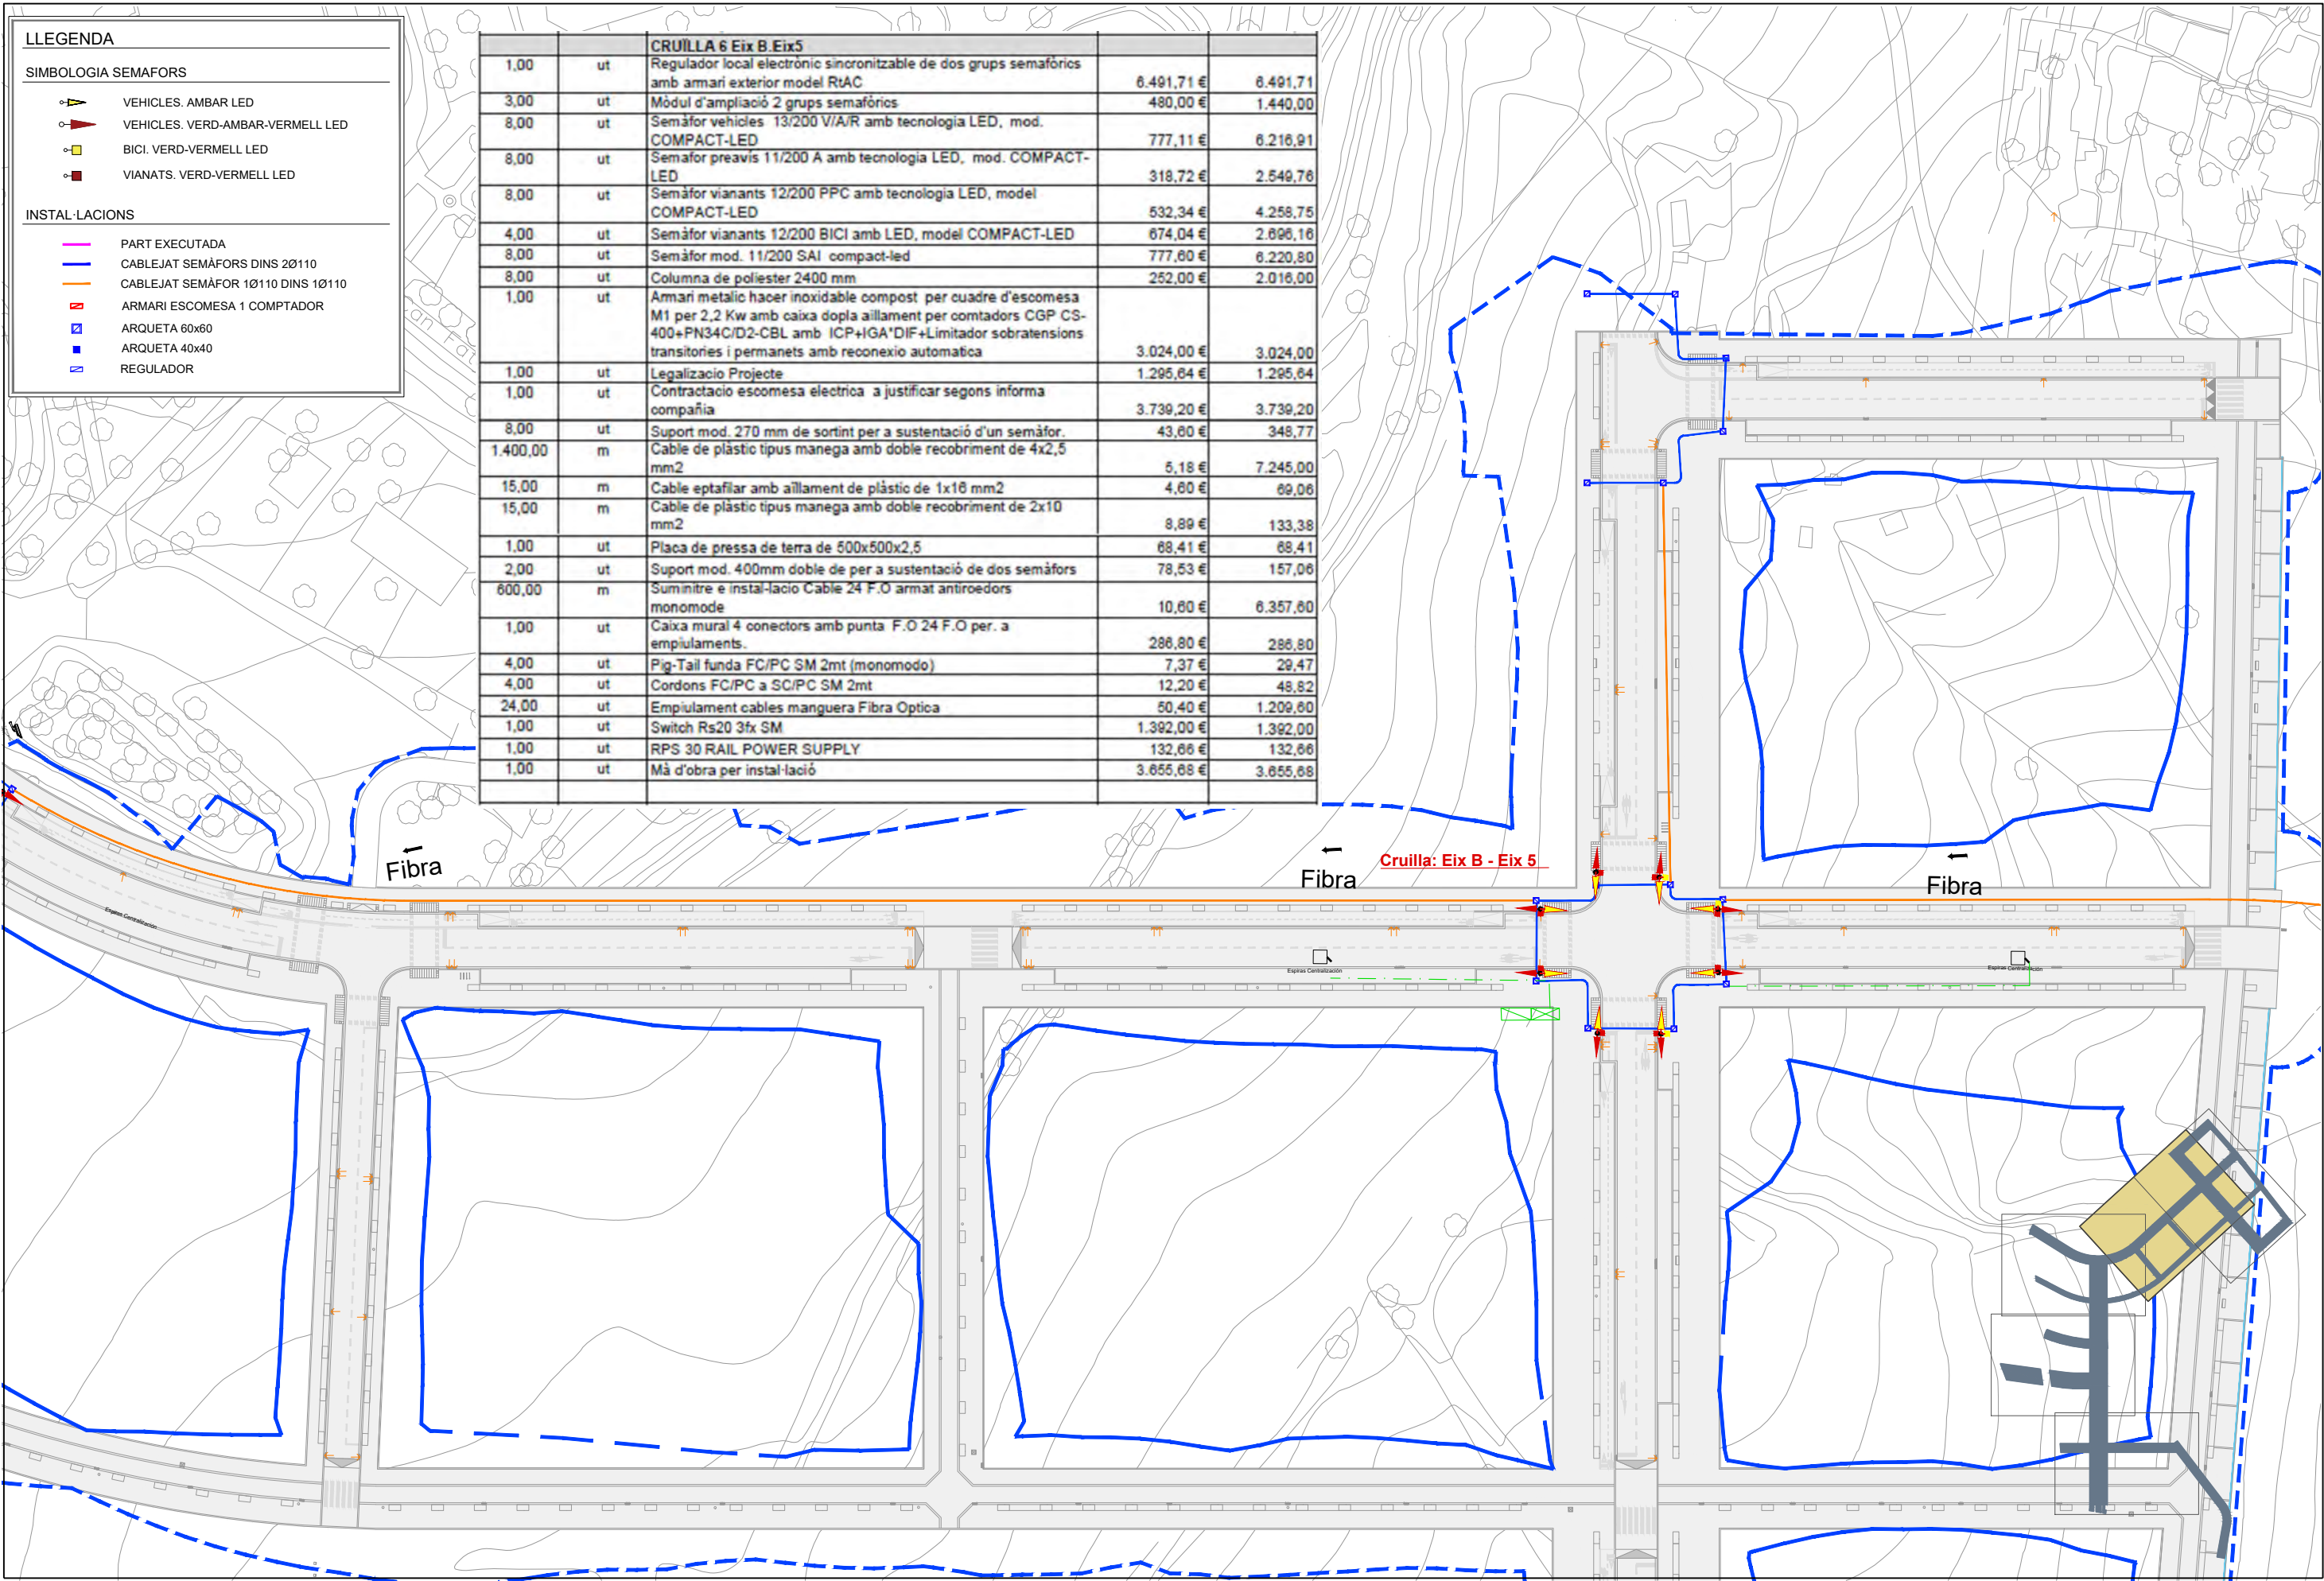 LLEGENDA
SIMBOLOGIA SEMAFORS
VEHICLES. AMBAR LED
VEHICLES. VERD-AMBAR-VERMELL LED
BICI. VERD-VERMELL LED
VIANATS. VERD-VERMELL LED
INSTAL·LACIONS
PART EXECUTADA
CABLEJAT SEMÀFORS DINS 2Ø110
CABLEJAT SEMÀFOR 1Ø110 DINS 1Ø110
ARMARI ESCOMESA 1 COMPTADOR
ARQUETA 60x60
ARQUETA 40x40
REGULADOR
CRUÏLLA 6 Eix B.Eix5
1,00 ut Regulador local electrònic sincronitzable de dos grups semafòrics
amb armari exterior model RtAC 6.491,71 € 6.491,71
3,00 ut Mòdul d'ampliació 2 grups semafòrics 480,00 € 1.440,00
8,00 ut Semàfor vehicles 13/200 V/A/R amb tecnologia LED, mod.
COMPACT-LED 777,11 € 6.216,91
8,00 ut Semafor preavís 11/200 A amb tecnologia LED, mod. COMPACT-
LED 318,72 € 2.549,76
8,00 ut Semàfor vianants 12/200 PPC amb tecnologia LED, model
COMPACT-LED 532,34 € 4.258,75
4,00 ut Semàfor vianants 12/200 BICI amb LED, model COMPACT-LED 674,04 € 2.696,16
8,00 ut Semàfor mod. 11/200 SAI compact-led 777,60 € 6.220,80
8,00 ut Columna de poliester 2400 mm 252,00 € 2.016,00
1,00 ut Armari metalic hacer inoxidable compost per cuadre d'escomesa
M1 per 2,2 Kw amb caixa dopla aillament per comtadors CGP CS-
400+PN34C/D2-CBL amb ICP+IGA*DIF+Limitador sobratensions
transitories i permanets amb reconexio automatica 3.024,00 € 3.024,00
1,00 ut Legalizacio Projecte 1.295,64 € 1.295,64
1,00 ut Contractacio escomesa electrica a justificar segons informa
compañia 3.739,20 € 3.739,20
8,00 ut Suport mod. 270 mm de sortint per a sustentació d'un semàfor. 43,60 € 348,77
1.400,00 m Cable de plàstic tipus manega amb doble recobriment de 4x2,5
mm2 5,18 € 7.245,00
15,00 m Cable eptafilar amb aïllament de plàstic de 1x16 mm2 4,60 € 69,06
15,00 m Cable de plàstic tipus manega amb doble recobriment de 2x10
mm2 8,89 € 133,38
1,00 ut Placa de pressa de terra de 500x500x2,5 68,41 € 68,41
2,00 ut Suport mod. 400mm doble de per a sustentació de dos semàfors 78,53 € 157,06
600,00 m Suminitre e instal-lacio Cable 24 F.O armat antiroedors
monomode 10,60 € 6.357,60
1,00 ut Caixa mural 4 conectors amb punta F.O 24 F.O per. a
empiulaments. 286,80 € 286,80
4,00 ut Pig-Tail funda FC/PC SM 2mt (monomodo) 7,37 € 29,47
4,00 ut Cordons FC/PC a SC/PC SM 2mt 12,20 € 48,82
24,00 ut Empiulament cables manguera Fibra Optica 50,40 € 1.209,60
1,00 ut Switch Rs20 3fx SM 1.392,00 € 1.392,00
1,00 ut RPS 30 RAIL POWER SUPPLY 132,66 € 132,66
1,00 ut Mà d'obra per instal·lació 3.655,68 € 3.655,68
Fibra
Fibra
Cruilla: Eix B - Eix 5
Fibra
Espiras Centralización
Espiras Centralización
Espiras Centralización